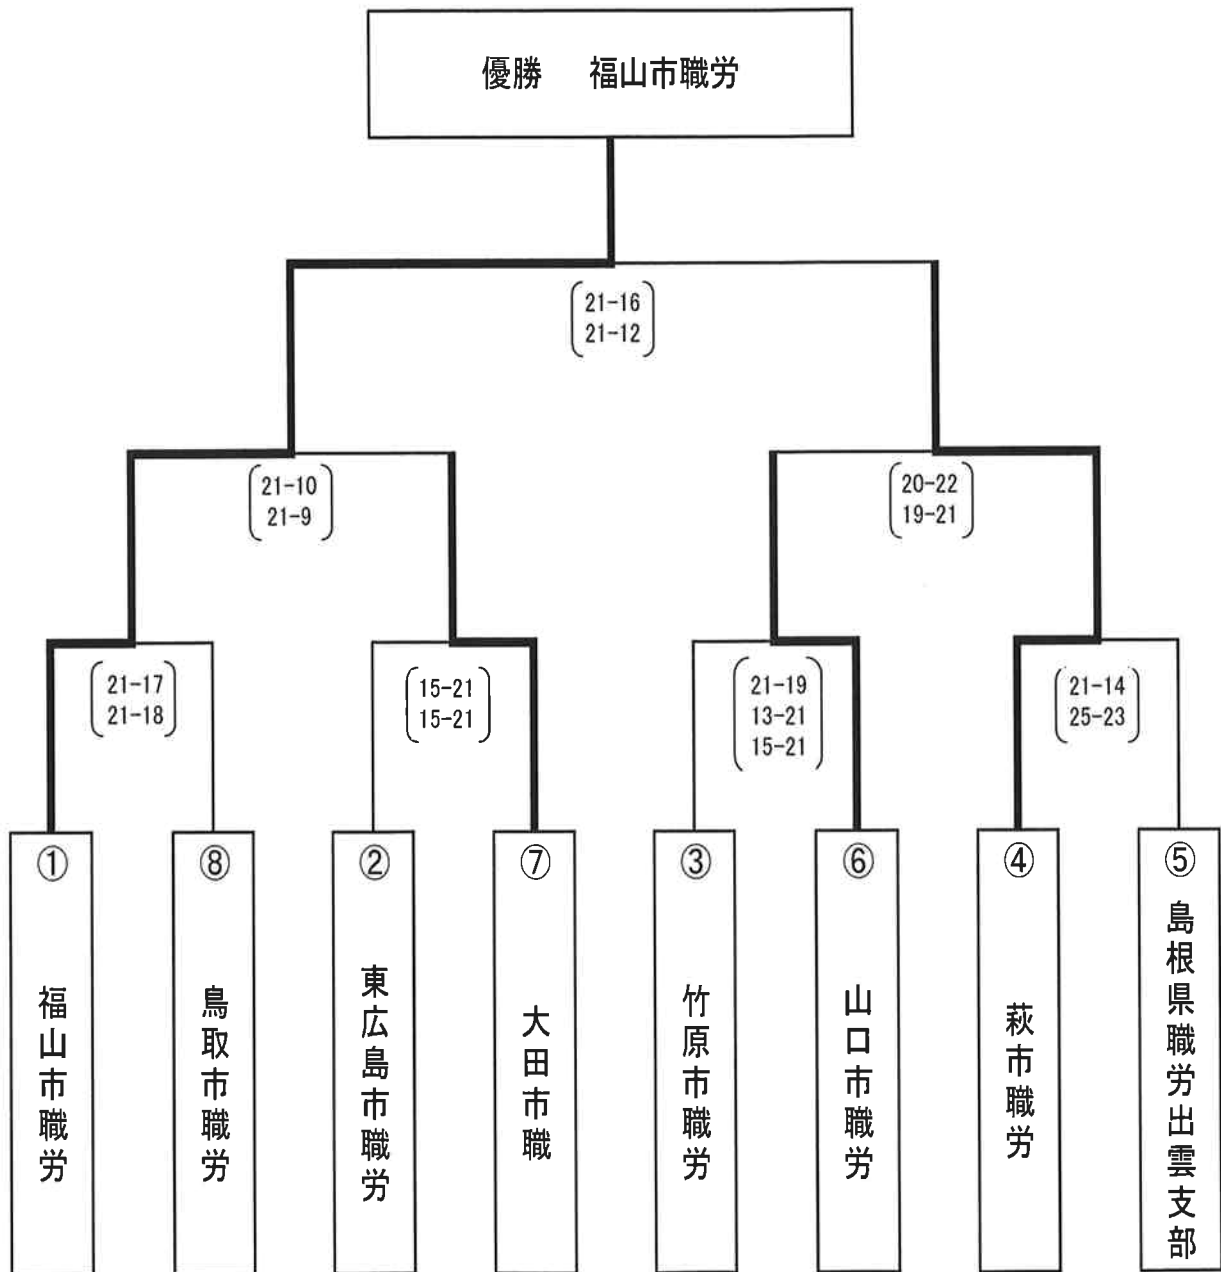 優勝　福山市職労
21-16
21-12
21-10
21-9
20-22
19-21
21-17
21-18
15-21
15-21
21-19
13-21
15-21
21-14
25-23
①福山市職労
⑧鳥取市職労
②東広島市職労
⑦大田市職
③竹原市職労
⑥山口市職労
④萩市職労
⑤島根県職労出雲支部